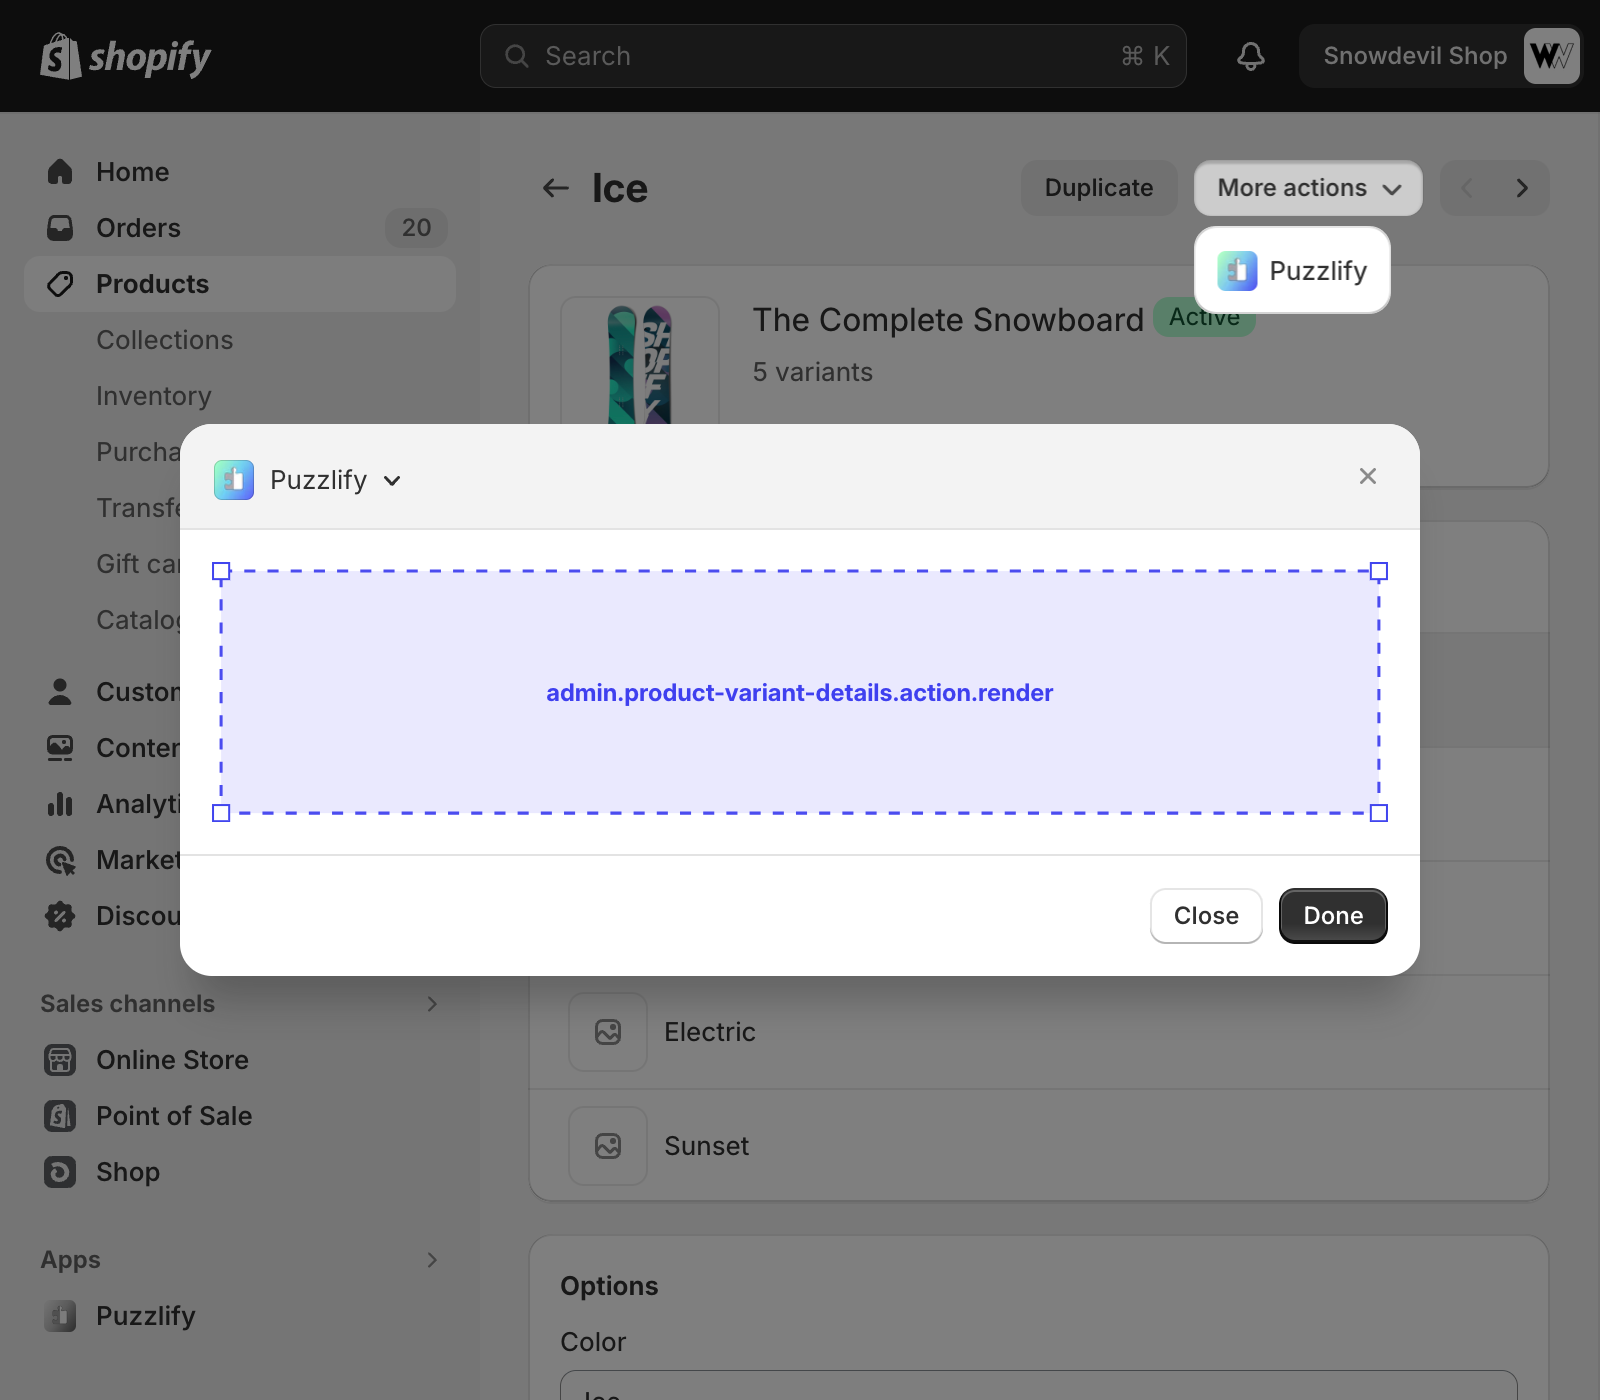 shopify
Search
⌘ K
Snowdevil Shop
Home
Orders
20
Products
Collections
Inventory
Purcha
Transfe
Gift car
Catalog
Custon
Conter
Analyti
Market
Discou
Sales channels
Online Store
Point of Sale
Shop
Apps
Puzzlify
Ice
Duplicate
More actions
Puzzlify
SHOPIFY
The Complete Snowboard
Active
5 variants
Puzzlify
admin.product-variant-details.action.render
Close
Done
Electric
Sunset
Options
Color
Ice